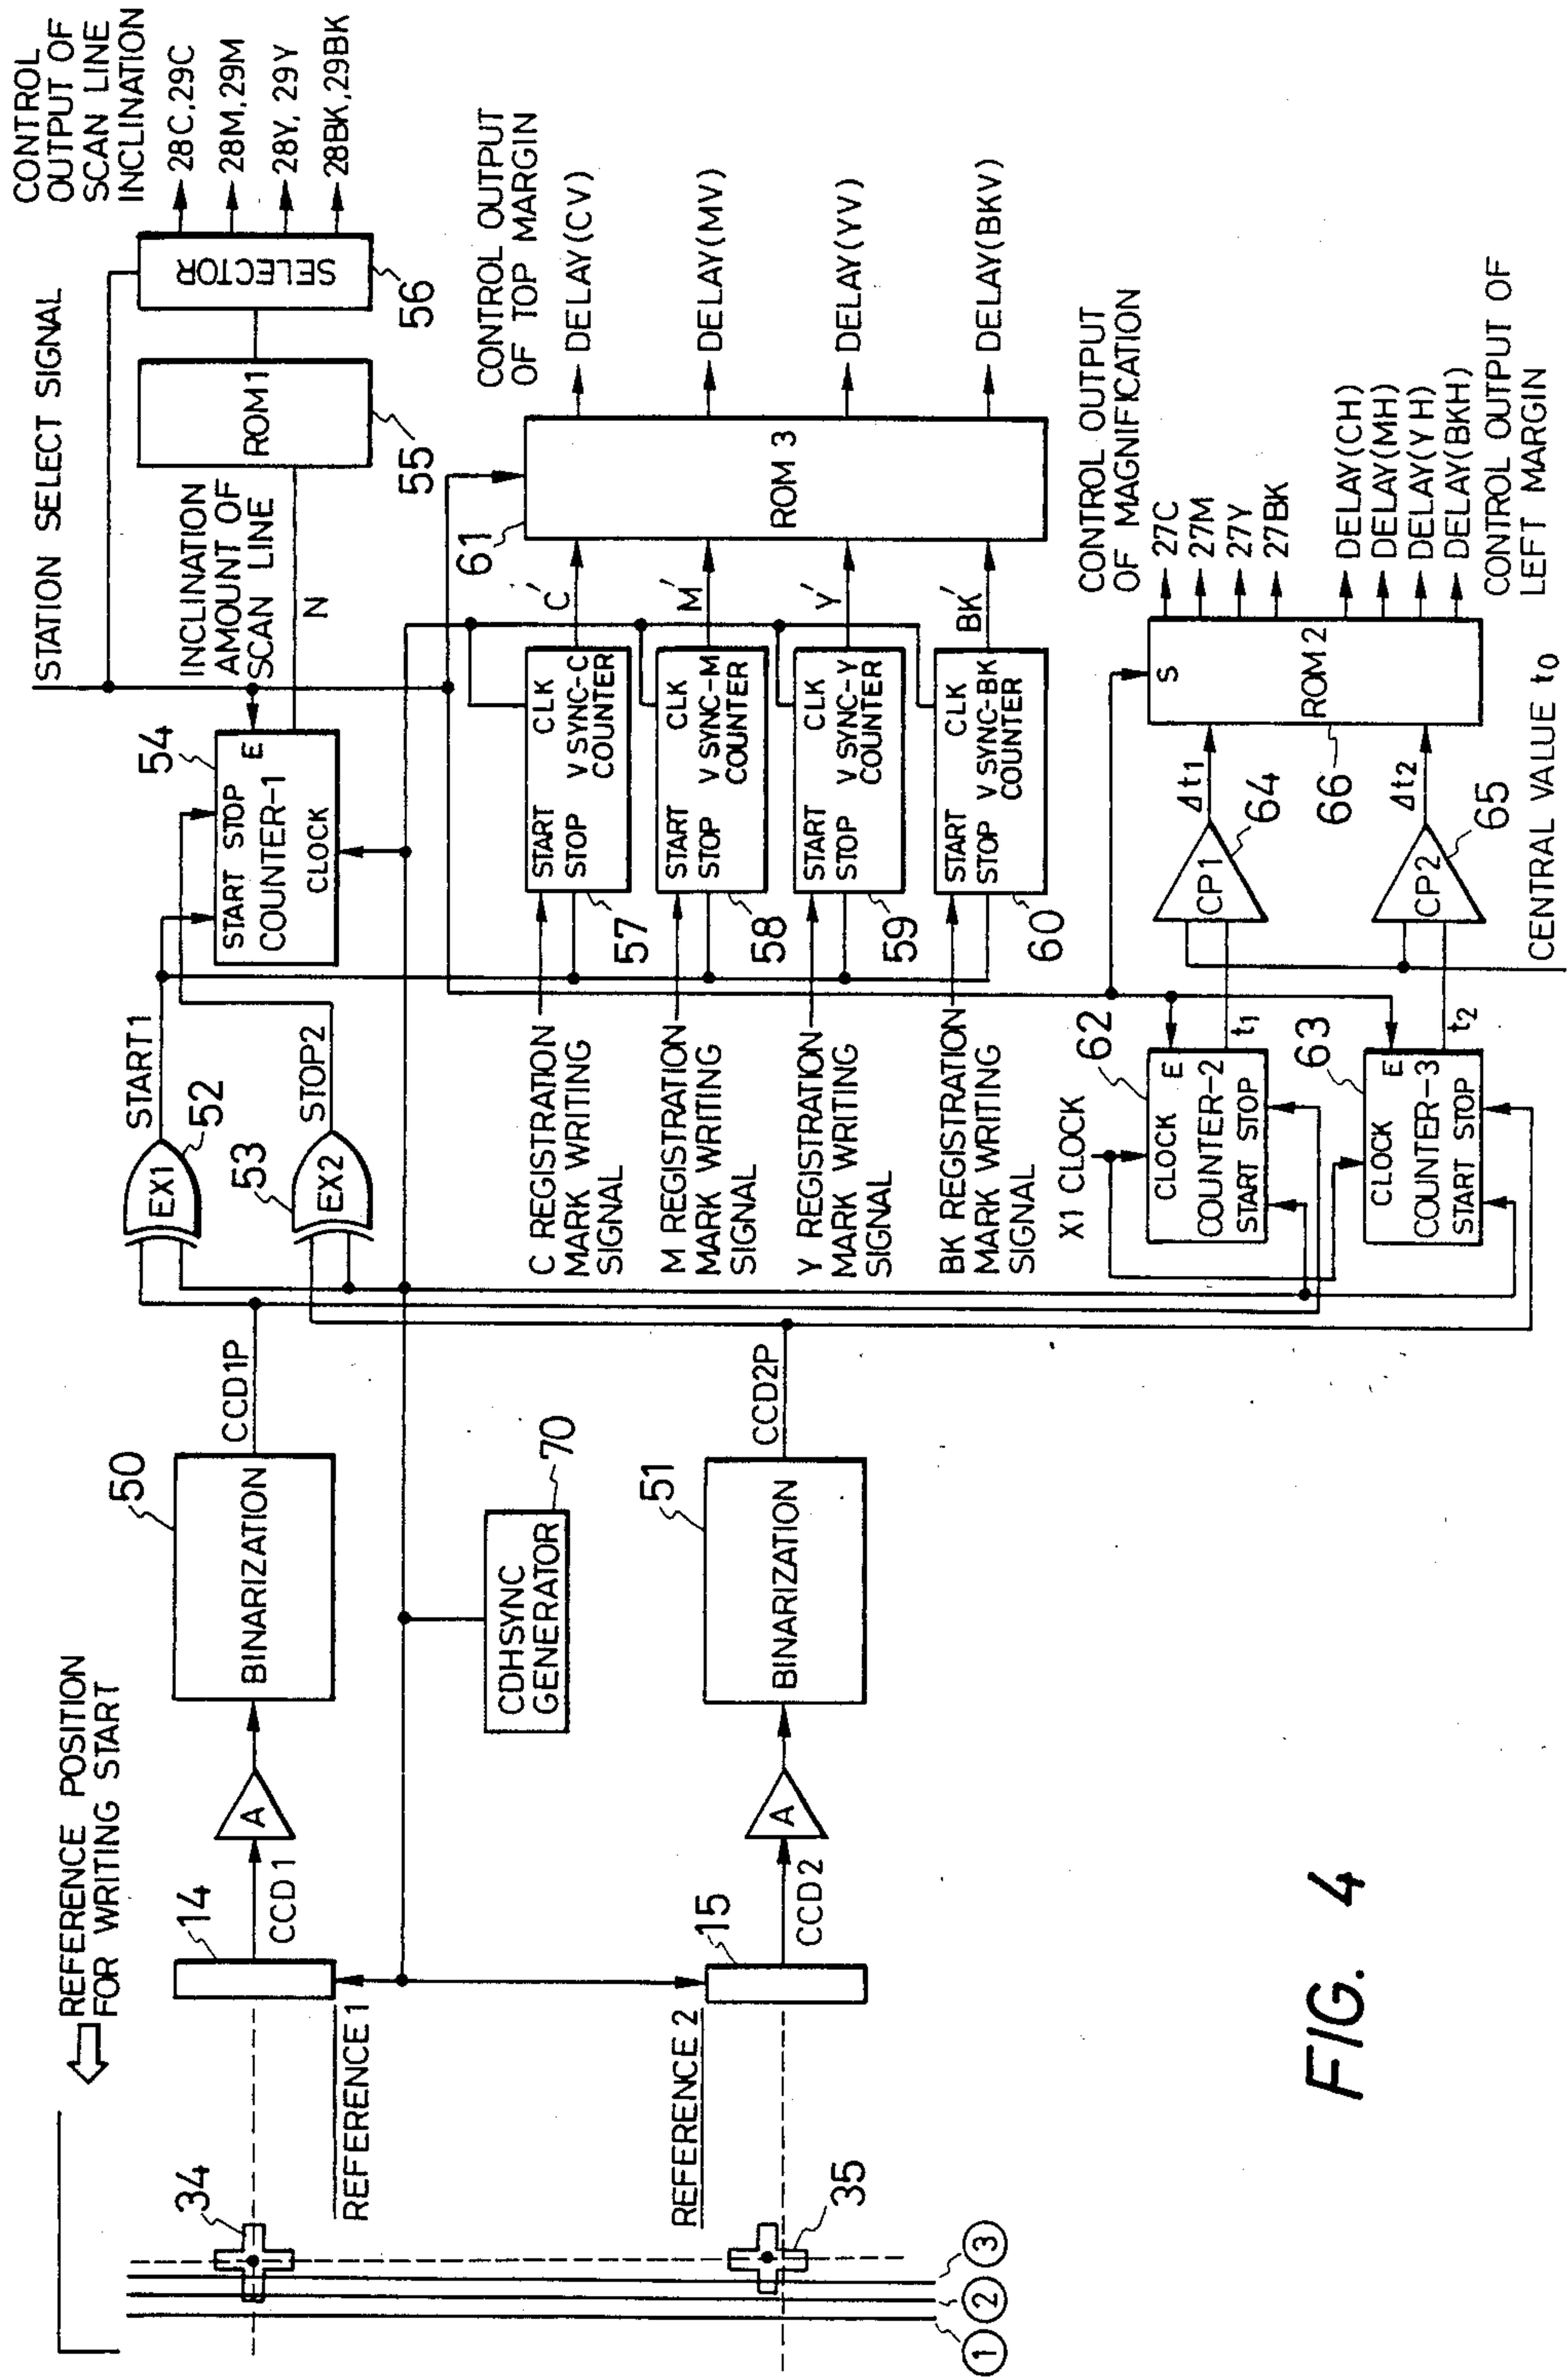 REFERENCE POSITION
FOR WRITING START
34
35
REFERENCE 1
REFERENCE 2
1
2
3
14
CCD1
A
50
BINARIZATION
CCD1P
15
CCD2
A
51
BINARIZATION
CCD2P
CDHSYNC
GENERATOR
70
EX1
52
START1
EX2
53
STOP2
STATION SELECT SIGNAL
54
START STOP
E
COUNTER-1
CLOCK
INCLINATION
AMOUNT OF
SCAN LINE
N
ROM1
55
SELECTOR
56
CONTROL
OUTPUT OF
SCAN LINE
INCLINATION
28C,29C
28M,29M
28Y,29Y
28BK,29BK
C REGISTRATION
MARK WRITING
SIGNAL
START CLK
STOP V SYNC-C
COUNTER
57
C'
M REGISTRATION
MARK WRITING
SIGNAL
START CLK
STOP V SYNC-M
COUNTER
58
M'
Y REGISTRATION
MARK WRITING
SIGNAL
START CLK
STOP V SYNC-Y
COUNTER
59
Y'
BK REGISTRATION
MARK WRITING
SIGNAL
START CLK
STOP V SYNC-BK
COUNTER
60
BK'
61
ROM 3
CONTROL OUTPUT
OF TOP MARGIN
DELAY(CV)
DELAY(MV)
DELAY(YV)
DELAY(BKV)
X1 CLOCK
62
CLOCK E
COUNTER-2
START STOP
t1
63
CLOCK E
COUNTER-3
START STOP
t2
CP1
64
Δt1
CP2
65
Δt2
CENTRAL VALUE t0
S
ROM2
66
CONTROL OUTPUT
OF MAGNIFICATION
27C
27M
27Y
27BK
DELAY(CH)
DELAY(MH)
DELAY(YH)
DELAY(BKH)
CONTROL OUTPUT OF
LEFT MARGIN
FIG. 4